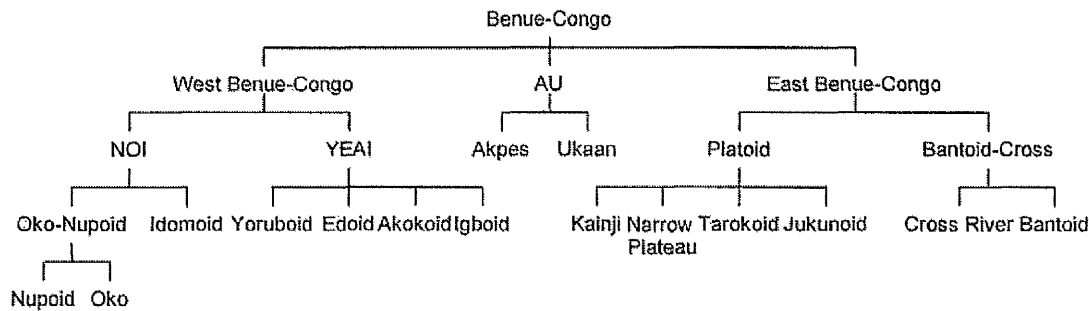 Benue-Congo
West Benue-Congo AU East Benue-Congo
NOI YEAI Akpes Ukaan Platoid Bantoid-Cross
Oko-Nupoid Idomoid Yoruboid Edoid Akokoid Igboid Kainji Narrow Tarokoid Jukunoid Cross River Bantoid
Plateau
Nupoid Oko